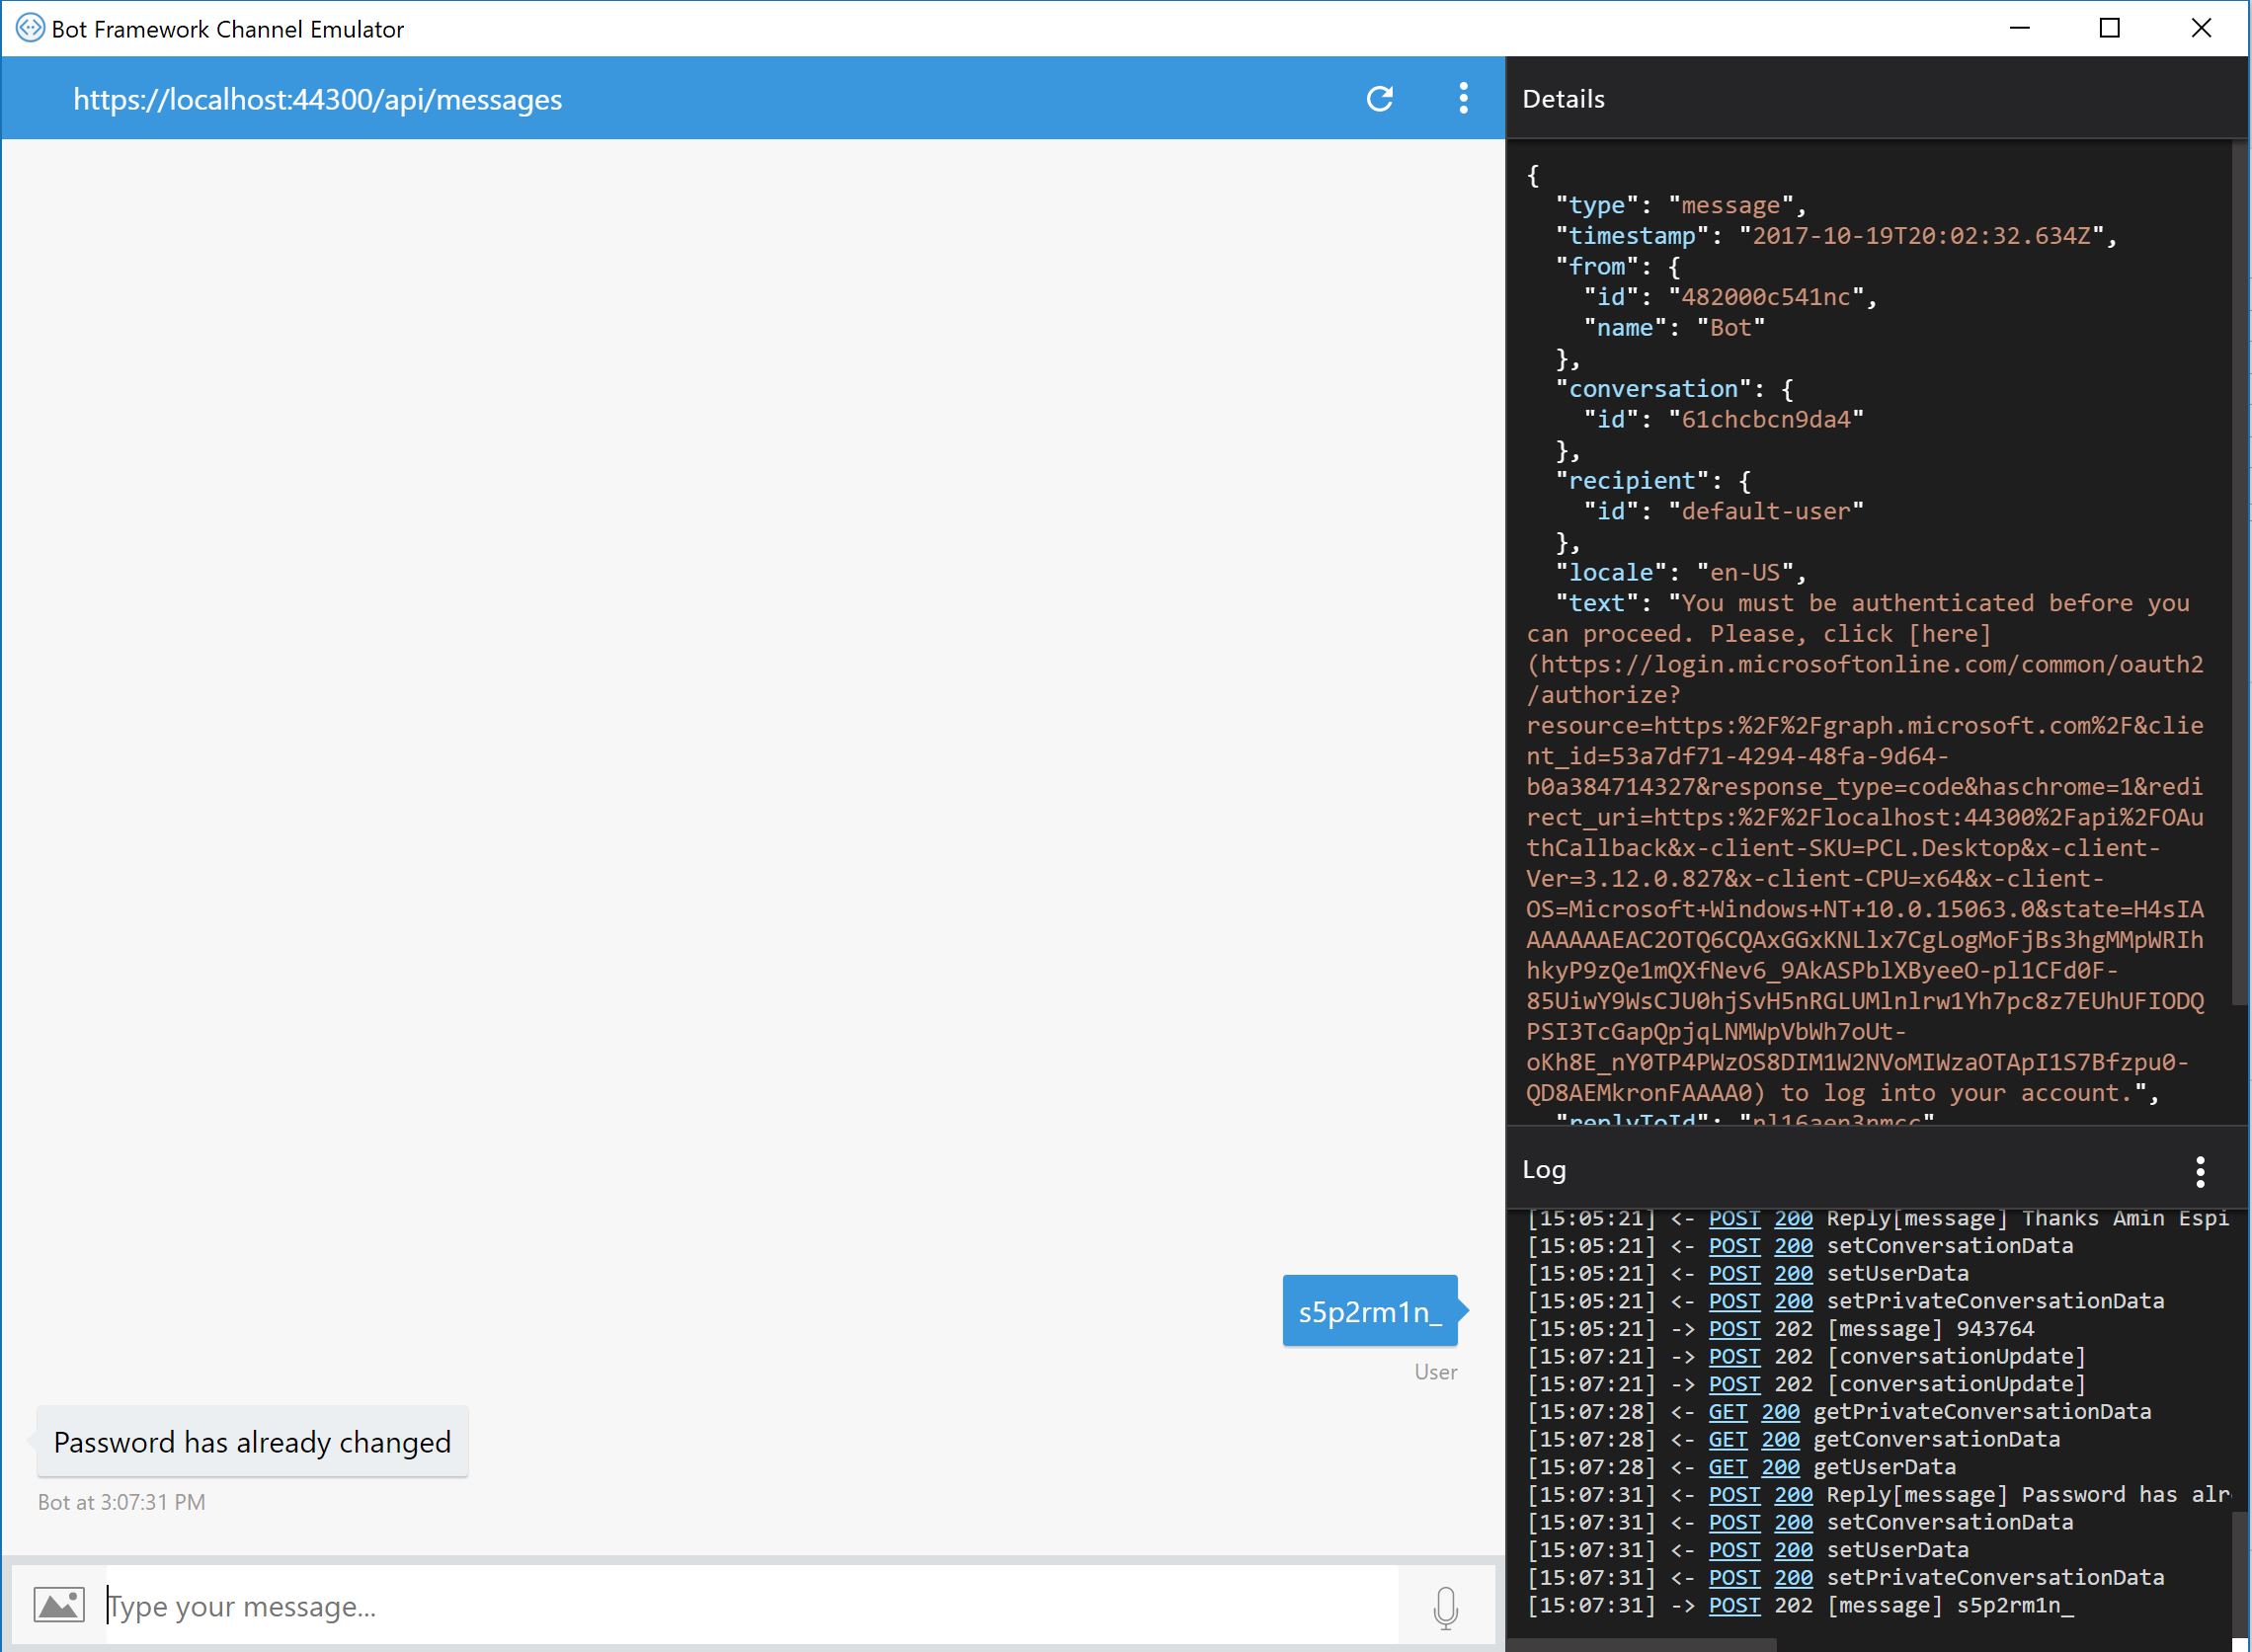 Bot Framework Channel Emulator
https://localhost:44300/api/messages
s5p2rm1n_
User
Password has already changed
Bot at 3:07:31 PM
Type your message...
Details
{
"type": "message",
"timestamp": "2017-10-19T20:02:32.634Z",
"from": {
"id": "482000c541nc",
"name": "Bot"
},
"conversation": {
"id": "61chcbcn9da4"
},
"recipient": {
"id": "default-user"
},
"locale": "en-US",
"text": "You must be authenticated before you
can proceed. Please, click [here]
(https://login.microsoftonline.com/common/oauth2
/authorize?
resource=https:%2F%2Fgraph.microsoft.com%2F&clie
nt_id=53a7df71-4294-48fa-9d64-
b0a384714327&response_type=code&haschrome=1&redi
rect_uri=https:%2F%2Flocalhost:44300%2Fapi%2FOAu
thCallback&x-client-SKU=PCL.Desktop&x-client-
Ver=3.12.0.827&x-client-CPU=x64&x-client-
OS=Microsoft+Windows+NT+10.0.15063.0&state=H4sIA
AAAAAAEAC2OTQ6CQAxGGxKNLlx7CgLogMoFjBs3hgMMpWRIh
hkyP9zQe1mQXfNev6_9AkASPblXByeeO-pl1CFd0F-
85UiwY9WsCJU0hjSvH5nRGLUMlnlrw1Yh7pc8z7EUhUFIODQ
PSI3TcGapQpjqLNMWpVbWh7oUt-
oKh8E_nY0TP4PWzOS8DIM1W2NVoMIWzaOTApI1S7Bfzpu0-
QD8AEMkronFAAAA0) to log into your account.",
"replyToId": "nl16aen3nmcc"
Log
[15:05:21] <- POST 200 Reply[message] Thanks Amin Espi
[15:05:21] <- POST 200 setConversationData
[15:05:21] <- POST 200 setUserData
[15:05:21] <- POST 200 setPrivateConversationData
[15:05:21] -> POST 202 [message] 943764
[15:07:21] -> POST 202 [conversationUpdate]
[15:07:21] -> POST 202 [conversationUpdate]
[15:07:28] <- GET 200 getPrivateConversationData
[15:07:28] <- GET 200 getConversationData
[15:07:28] <- GET 200 getUserData
[15:07:31] <- POST 200 Reply[message] Password has alr
[15:07:31] <- POST 200 setConversationData
[15:07:31] <- POST 200 setUserData
[15:07:31] <- POST 200 setPrivateConversationData
[15:07:31] -> POST 202 [message] s5p2rm1n_